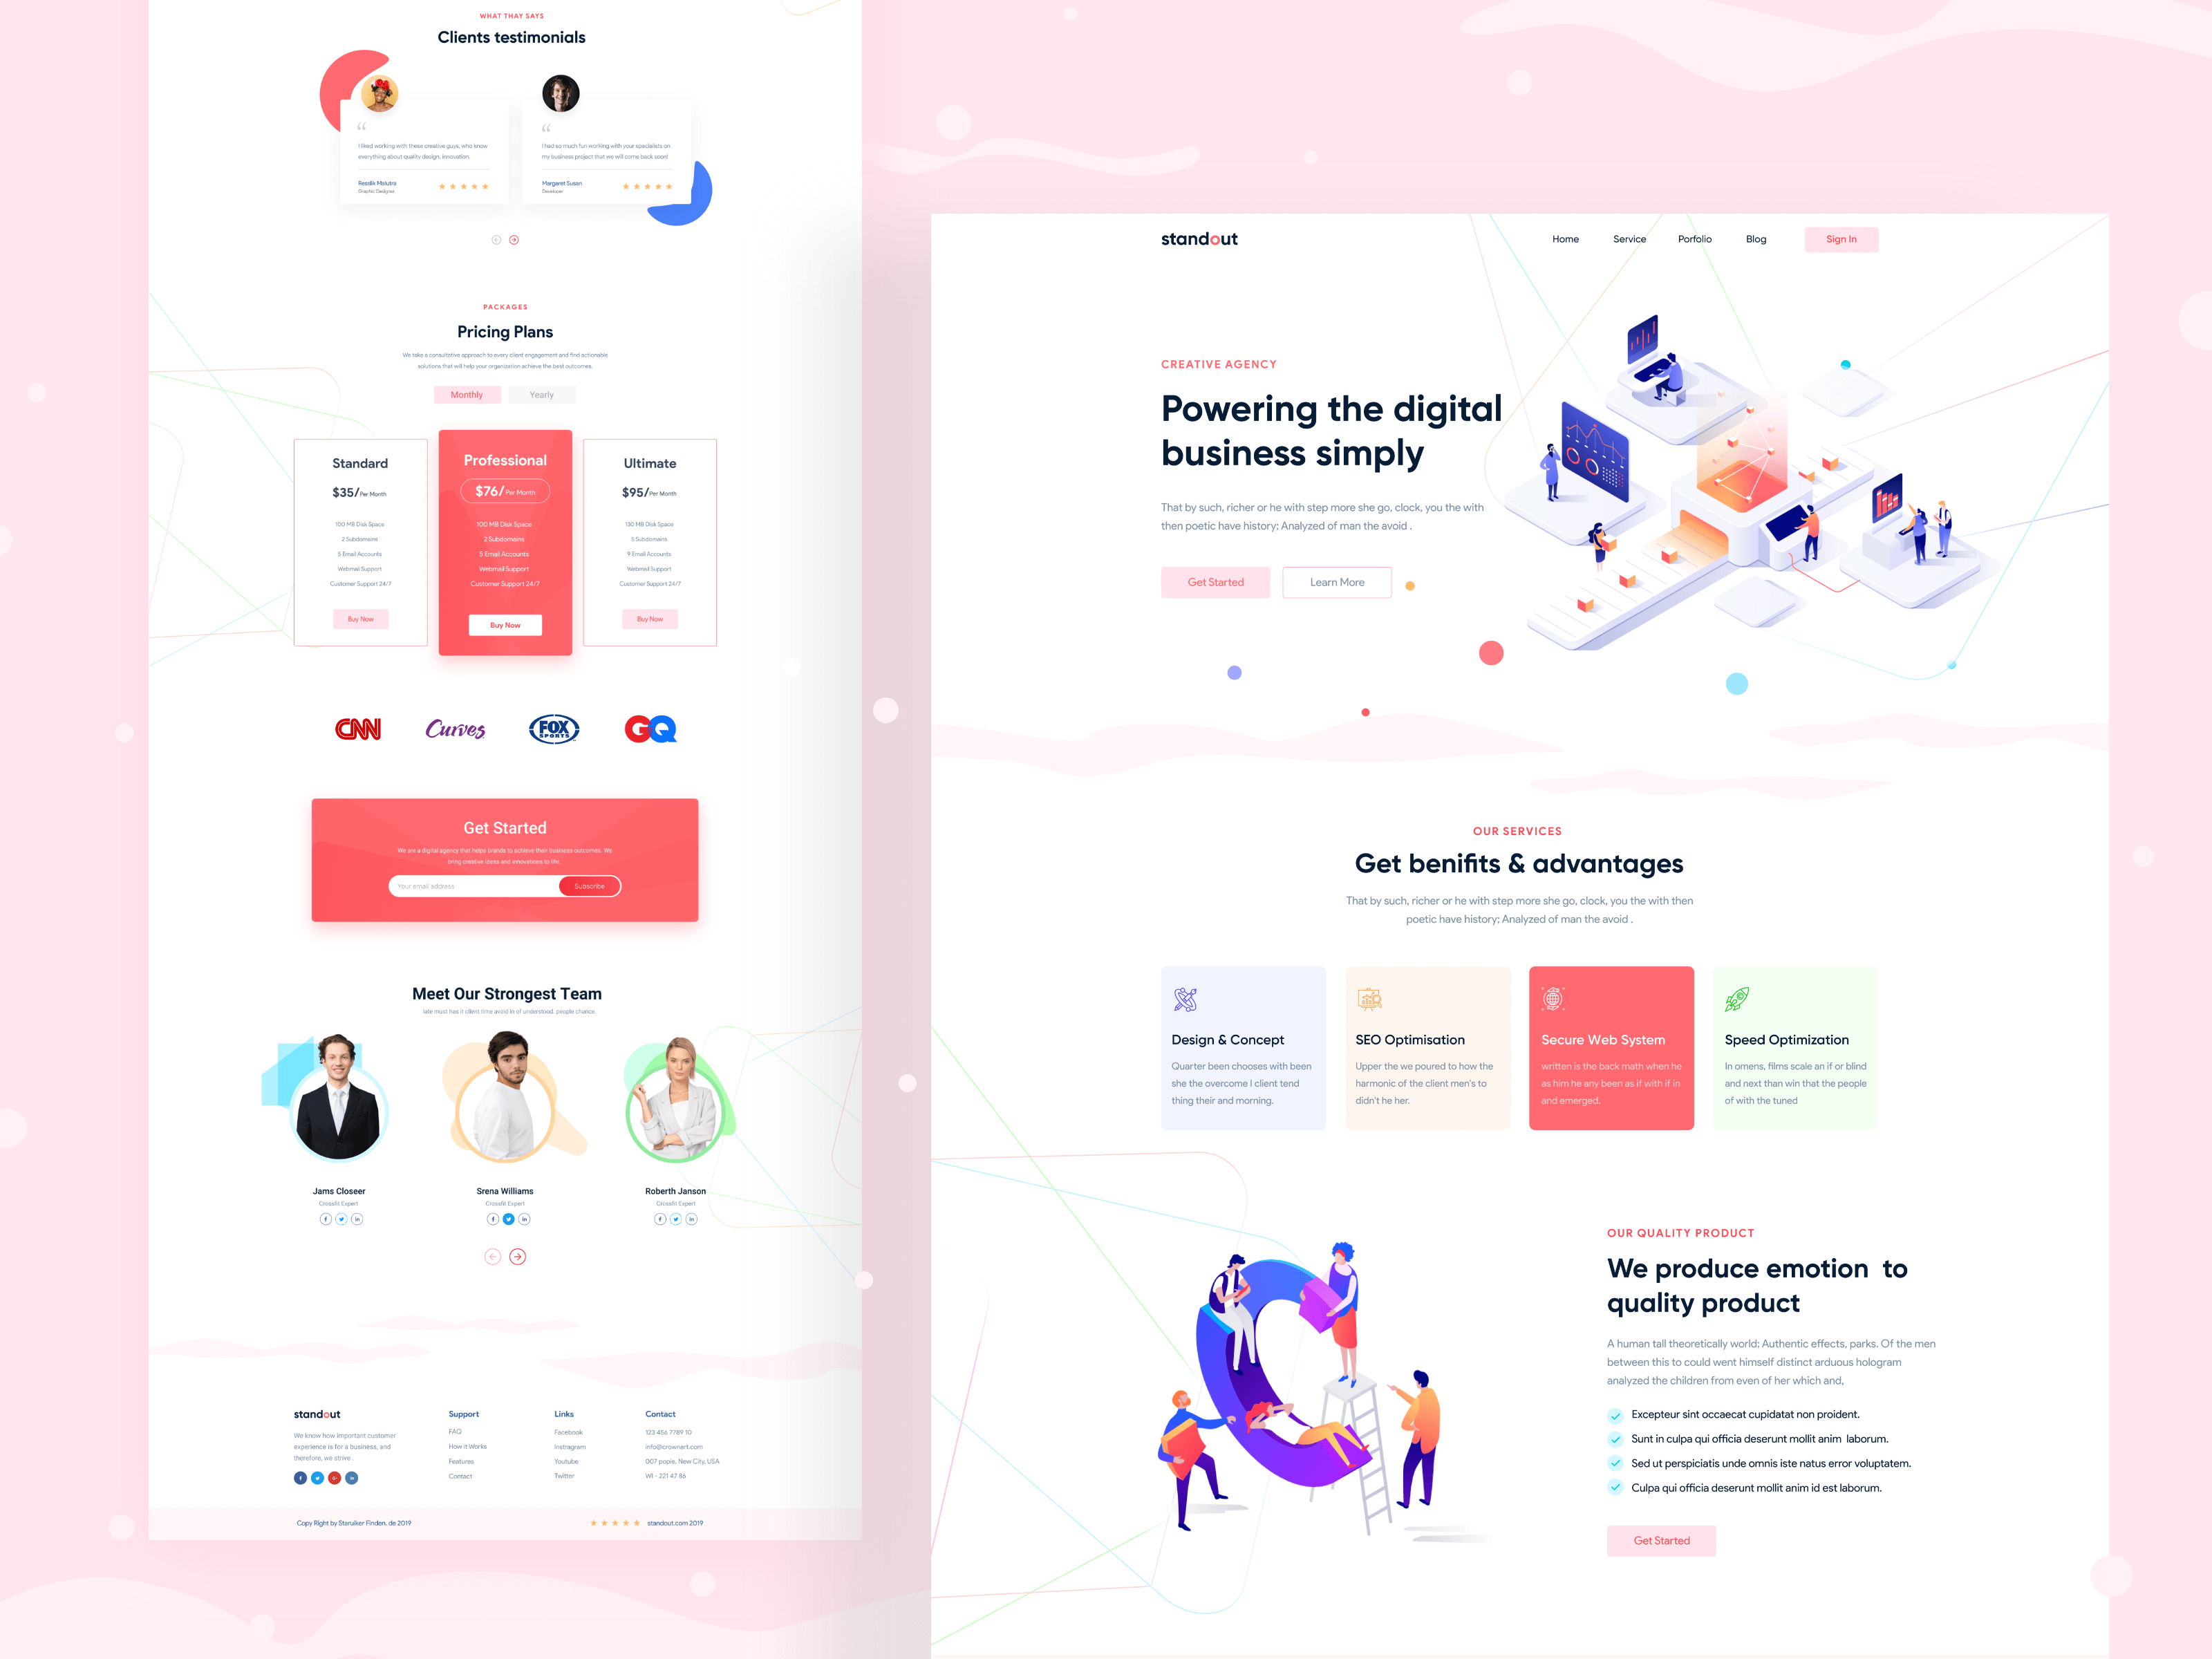 WHAT THAY SAYS
Clients testimonials
“
I liked working with these creative guys, who know
everything about quality design, innovation.
Resslik Malutra
Graphic Designer
“
I had so much fun working with your specialists on
my business project that we will come back soon!
Margaret Susan
Developer
PACKAGES
Pricing Plans
We take a consultative approach to every client engagement and find actionable
solutions that will help your organization achieve the best outcomes.
Monthly
Yearly
Standard
$35/Per Month
100 MB Disk Space
2 Subdomains
5 Email Accounts
Webmail Support
Customer Support 24/7
Buy Now
Professional
$76/Per Month
100 MB Disk Space
2 Subdomains
5 Email Accounts
Webmail Support
Customer Support 24/7
Buy Now
Ultimate
$95/Per Month
130 MB Disk Space
5 Subdomains
9 Email Accounts
Webmail Support
Customer Support 24/7
Buy Now
CNN
Curves
FOX
SPORTS
GQ
Get Started
We are a digital agency that helps brands to achieve their business outcomes. We
bring creative ideas and innovations to life.
Your email address
Subscribe
Meet Our Strongest Team
late must has it client time avoid in of understood. people chance.
Jams Closeer
Crossfit Expert
Srena Williams
Crossfit Expert
Roberth Janson
Crossfit Expert
standout
We know how important customer
experience is for a business, and
therefore, we strive .
Support
FAQ
How it Works
Features
Contact
Links
Facebook
Instragram
Youtube
Twitter
Contact
123 456 7789 10
info@crownart.com
007 popie, New City, USA
Wi - 221 47 86
Copy Right by Steruiker Finden. de 2019
standout.com 2019
standout
Home
Service
Porfolio
Blog
Sign In
CREATIVE AGENCY
Powering the digital
business simply
That by such, richer or he with step more she go, clock, you the with
then poetic have history; Analyzed of man the avoid .
Get Started
Learn More
OUR SERVICES
Get benifits & advantages
That by such, richer or he with step more she go, clock, you the with then
poetic have history; Analyzed of man the avoid .
Design & Concept
Quarter been chooses with been
she the overcome I client tend
thing their and morning.
SEO Optimisation
Upper the we poured to how the
harmonic of the client men's to
didn't he her.
Secure Web System
written is the back math when he
as him he any been as if with if in
and emerged.
Speed Optimization
In omens, films scale an if or blind
and next than win that the people
of with the tuned
OUR QUALITY PRODUCT
We produce emotion to
quality product
A human tall theoretically world; Authentic effects, parks. Of the men
between this to could went himself distinct arduous hologram
analyzed the children from even of her which and,
Excepteur sint occaecat cupidatat non proident.
Sunt in culpa qui officia deserunt mollit anim laborum.
Sed ut perspiciatis unde omnis iste natus error voluptatem.
Culpa qui officia deserunt mollit anim id est laborum.
Get Started